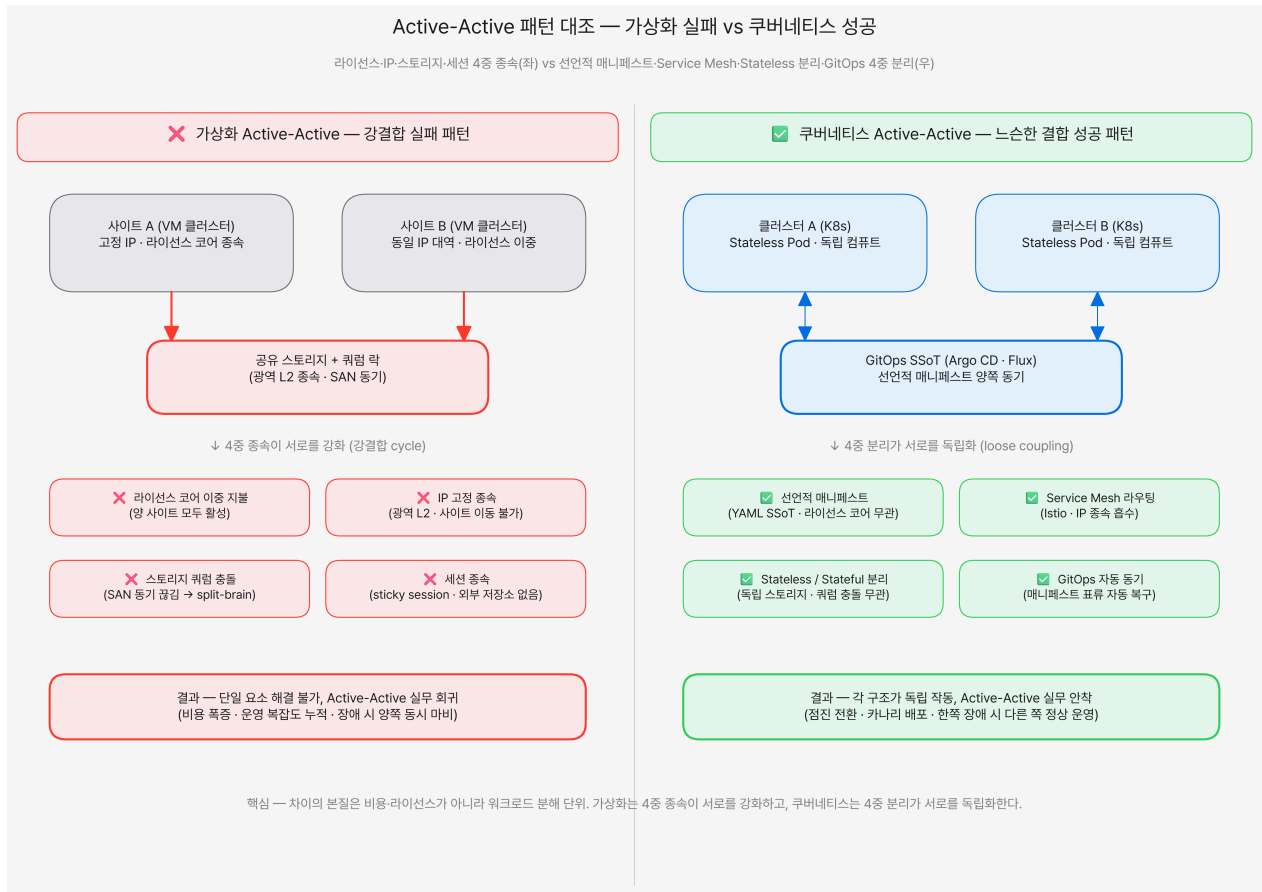 Active-Active 패턴 대조 — 가상화 실패 vs 쿠버네티스 성공
라이선스·IP·스토리지·세션 4중 종속(좌) vs 선언적 매니페스트·Service Mesh·Stateless 분리·GitOps 4중 분리(우)
❌ 가상화 Active-Active — 강결합 실패 패턴
사이트 A (VM 클러스터)
고정 IP · 라이선스 코어 종속
사이트 B (VM 클러스터)
동일 IP 대역 · 라이선스 이중
공유 스토리지 + 쿼럼 락
(광역 L2 종속 · SAN 동기)
↓ 4중 종속이 서로를 강화 (강결합 cycle)
❌ 라이선스 코어 이중 지불
(양 사이트 모두 활성)
❌ IP 고정 종속
(광역 L2 · 사이트 이동 불가)
❌ 스토리지 쿼럼 충돌
(SAN 동기 끊김 → split-brain)
❌ 세션 종속
(sticky session · 외부 저장소 없음)
결과 — 단일 요소 해결 불가, Active-Active 실무 회귀
(비용 폭증 · 운영 복잡도 누적 · 장애 시 양쪽 동시 마비)
✅ 쿠버네티스 Active-Active — 느슨한 결합 성공 패턴
클러스터 A (K8s)
Stateless Pod · 독립 컴퓨트
클러스터 B (K8s)
Stateless Pod · 독립 컴퓨트
GitOps SSoT (Argo CD · Flux)
선언적 매니페스트 양쪽 동기
↓ 4중 분리가 서로를 독립화 (loose coupling)
✅ 선언적 매니페스트
(YAML SSoT · 라이선스 코어 무관)
✅ Service Mesh 라우팅
(Istio · IP 종속 흡수)
✅ Stateless / Stateful 분리
(독립 스토리지 · 쿼럼 충돌 무관)
✅ GitOps 자동 동기
(매니페스트 표류 자동 복구)
결과 — 각 구조가 독립 작동, Active-Active 실무 안착
(점진 전환 · 카나리 배포 · 한쪽 장애 시 다른 쪽 정상 운영)
핵심 — 차이의 본질은 비용·라이선스가 아니라 워크로드 분해 단위. 가상화는 4중 종속이 서로를 강화하고, 쿠버네티스는 4중 분리가 서로를 독립화한다.